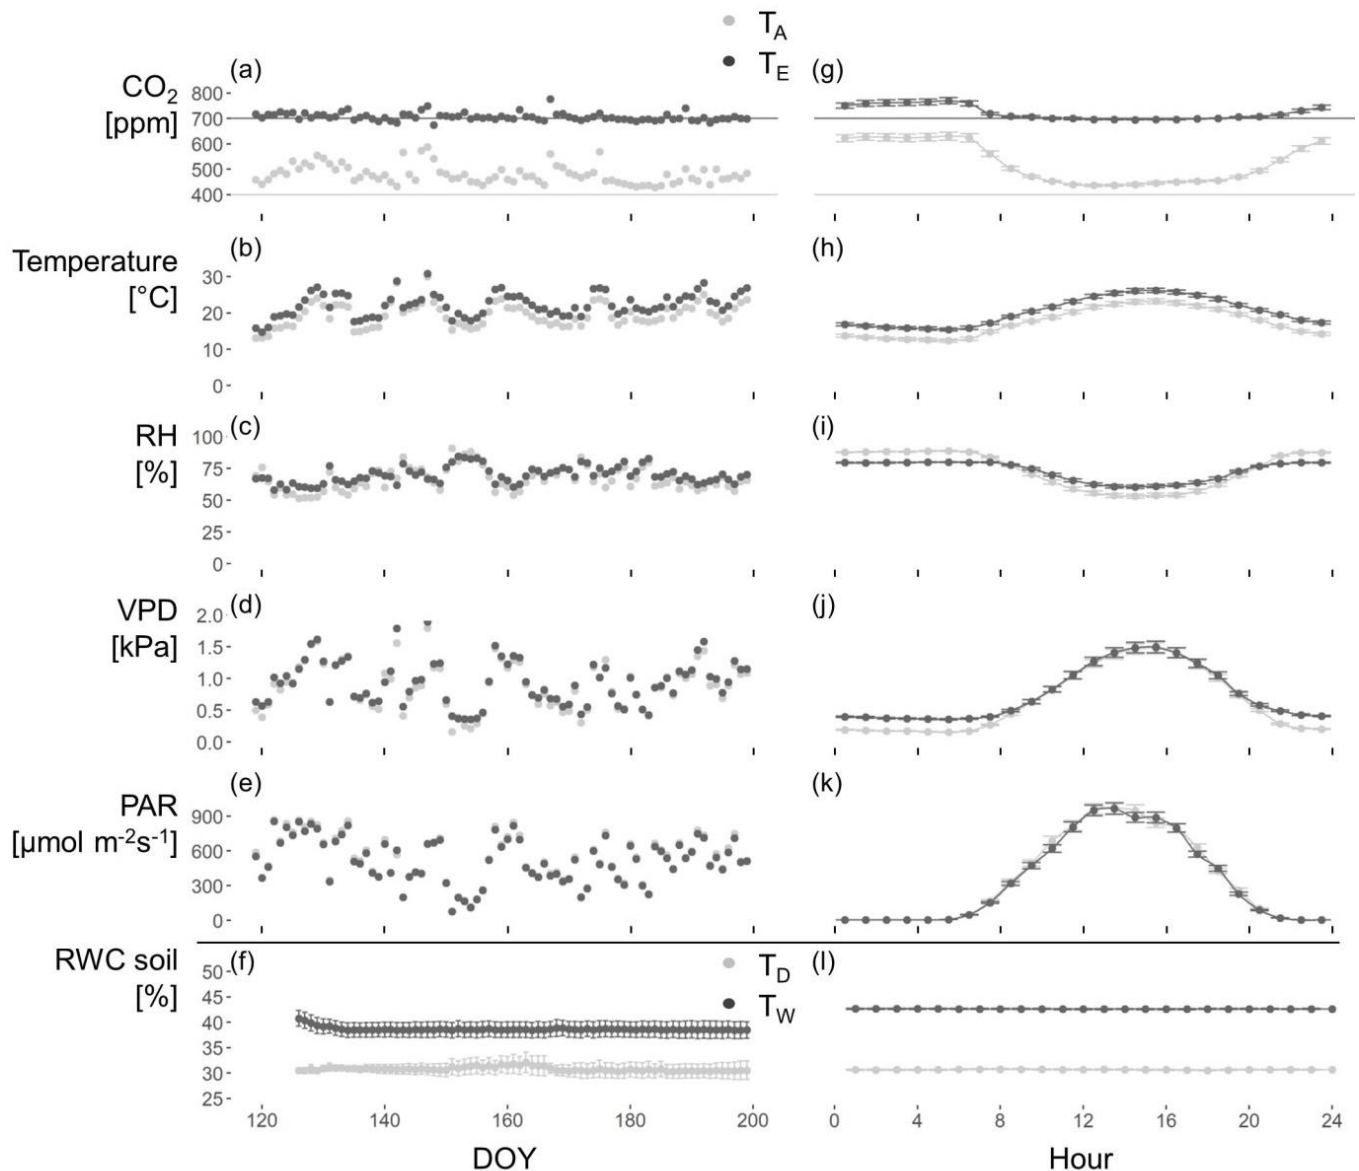 T_A
T_E
(a)
(g)
CO₂
[ppm]
800
700
600
500
400
(b)
(h)
Temperature
[°C]
30
20
10
0
(c)
(i)
RH
[%]
100
75
50
25
0
(d)
(j)
VPD
[kPa]
2.0
1.5
1.0
0.5
0.0
(e)
(k)
PAR
[µmol m⁻²s⁻¹]
900
600
300
0
RWC soil
[%]
(f)
T_D
T_W
(l)
50
45
40
35
30
25
120 140 160 180 200
0 4 8 12 16 20 24
DOY
Hour